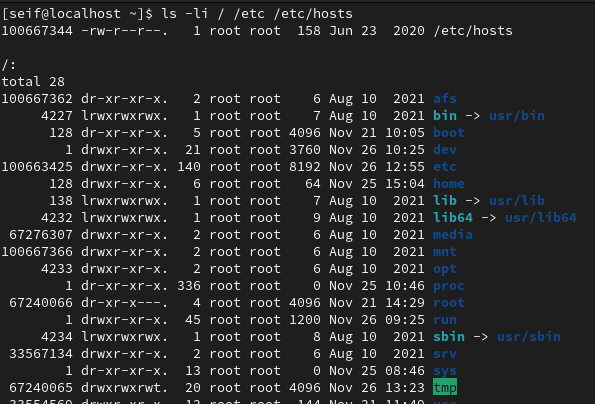 [seif@localhost ~]$ ls -li / /etc /etc/hosts
100667344 -rw-r--r--.   1 root root  158 Jun 23  2020 /etc/hosts

/:
total 28
100667362 dr-xr-xr-x.   2 root root    6 Aug 10  2021 afs
     4227 lrwxrwxrwx.   1 root root    7 Aug 10  2021 bin -> usr/bin
      128 dr-xr-xr-x.   5 root root 4096 Nov 21 10:05 boot
        1 drwxr-xr-x.  21 root root 3760 Nov 26 10:25 dev
100663425 drwxr-xr-x. 140 root root 8192 Nov 26 12:55 etc
      128 drwxr-xr-x.   6 root root   64 Nov 25 15:04 home
      138 lrwxrwxrwx.   1 root root    7 Aug 10  2021 lib -> usr/lib
     4232 lrwxrwxrwx.   1 root root    9 Aug 10  2021 lib64 -> usr/lib64
 67276307 drwxr-xr-x.   2 root root    6 Aug 10  2021 media
100667366 drwxr-xr-x.   2 root root    6 Aug 10  2021 mnt
     4233 drwxr-xr-x.   2 root root    6 Aug 10  2021 opt
        1 dr-xr-xr-x. 336 root root    0 Nov 25 10:46 proc
 67240066 dr-xr-x---.   4 root root 4096 Nov 21 14:29 root
        1 drwxr-xr-x.  45 root root 1200 Nov 26 09:25 run
     4234 lrwxrwxrwx.   1 root root    8 Aug 10  2021 sbin -> usr/sbin
 33567134 drwxr-xr-x.   2 root root    6 Aug 10  2021 srv
        1 dr-xr-xr-x.  13 root root    0 Nov 25 08:46 sys
 67240065 drwxrwxrwt.  20 root root 4096 Nov 26 13:23 tmp